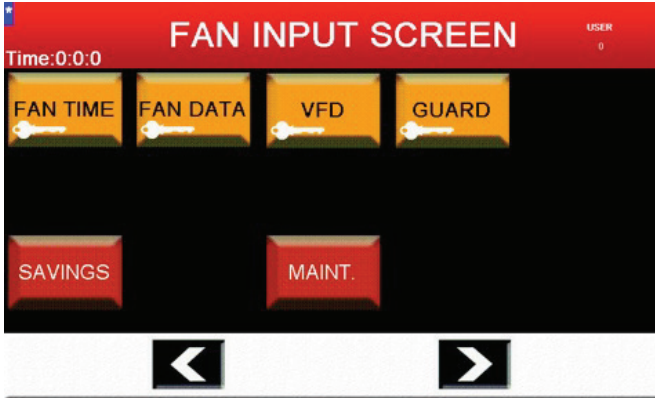 *
FAN INPUT SCREEN
USER
0
Time:0:0:0
FAN TIME
FAN DATA
VFD
GUARD
SAVINGS
MAINT.